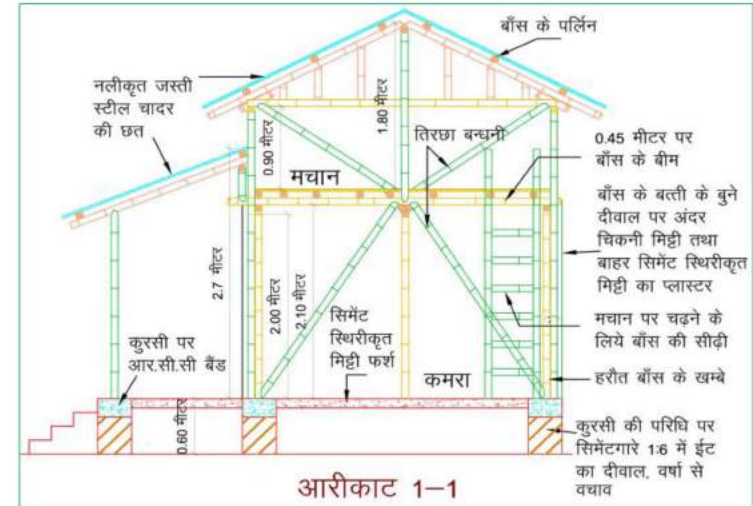 बाँस के पर्लिन
नलीकृत जस्ती
स्टील चादर
की छत
1.80 मीटर
तिरछा बन्धनी
0.90 मीटर
मचान
0.45 मीटर पर
बाँस के बीम
बाँस के बत्ती के बुने
दीवाल पर अंदर
चिकनी मिट्टी तथा
बाहर सिमेंट स्थिरीकृत
मिट्टी का प्लास्टर
2.7 मीटर
2.00 मीटर
2.10 मीटर
सिमेंट
स्थिरीकृत
मिट्टी फर्श
मचान पर चढ़ने के
लिये बाँस की सीढ़ी
कुरसी पर
आर.सी.सी बैंड
कमरा
हरौत बाँस के खम्बे
0.60 मीटर
कुरसी की परिधि पर
सिमेंटगारे 1:6 में ईट
का दीवाल, वर्षा से
वचाव
आरीकाट 1–1